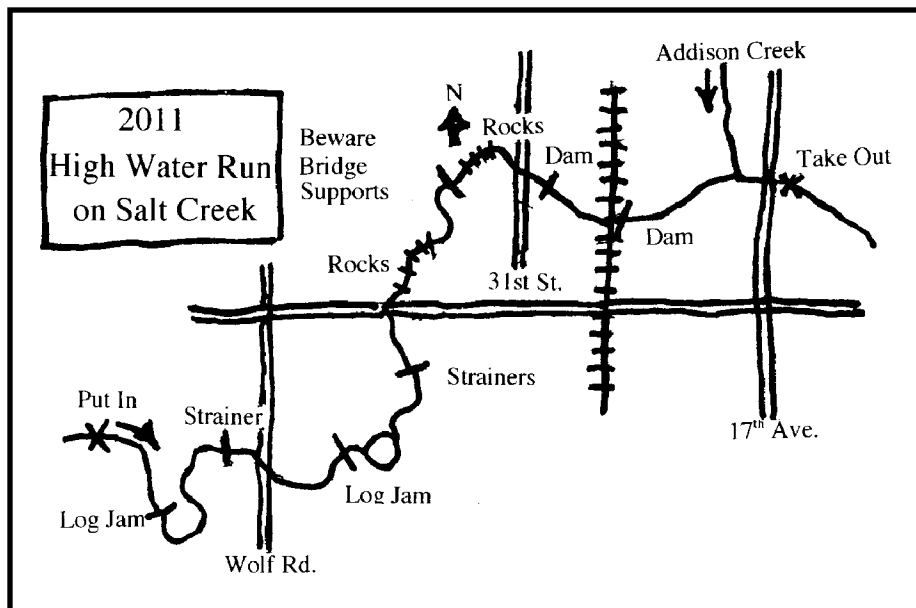 2011
High Water Run
on Salt Creek
Beware
Bridge
Supports
N
Rocks
Dam
Addison Creek
Take Out
Rocks
31st St.
Dam
Put In
Strainer
Strainers
17th Ave.
Log Jam
Log Jam
Wolf Rd.